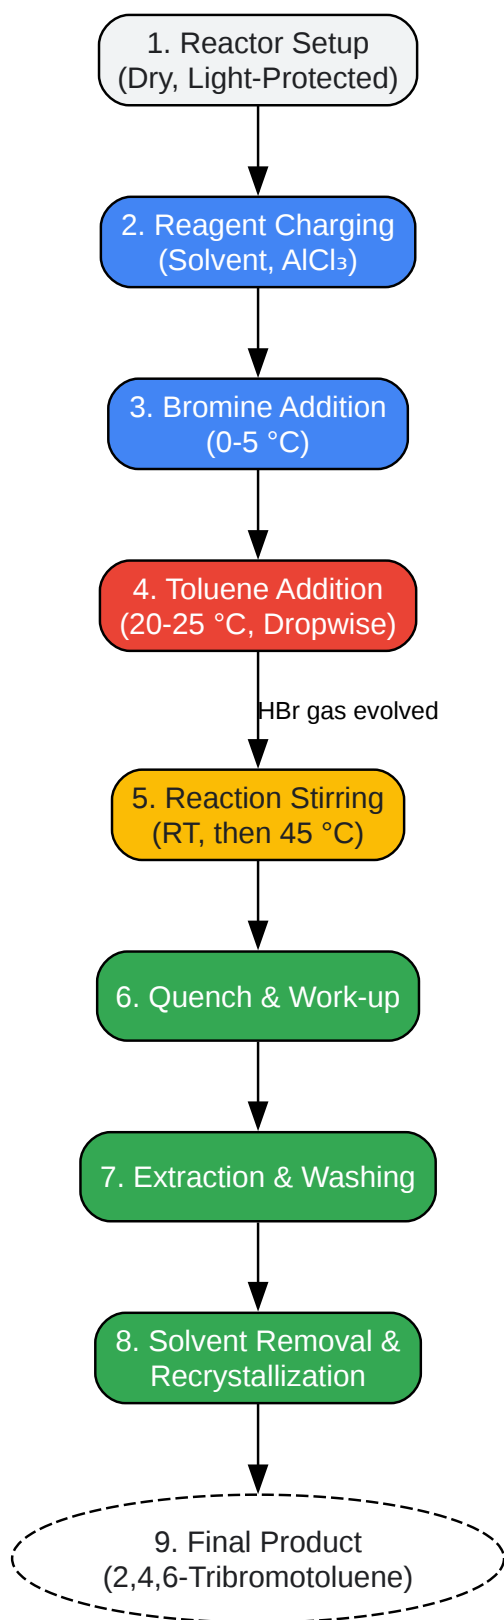 1. Reactor Setup
(Dry, Light-Protected)
2. Reagent Charging
(Solvent, AlCl₃)
3. Bromine Addition
(0-5 °C)
4. Toluene Addition
(20-25 °C, Dropwise)
HBr gas evolved
5. Reaction Stirring
(RT, then 45 °C)
6. Quench & Work-up
7. Extraction & Washing
8. Solvent Removal &
Recrystallization
9. Final Product
(2,4,6-Tribromotoluene)